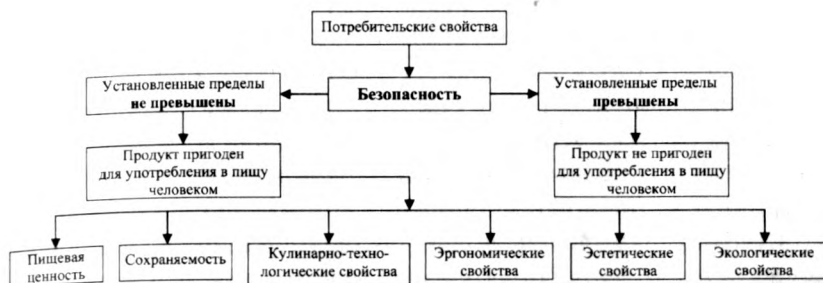 Потребительские свойства
Установленные пределы
не превышены
Безопасность
Установленные пределы
превышены
Продукт пригоден
для употребления в пищу
человеком
Продукт не пригоден
для употребления в пищу
человеком
Пищевая
ценность
Сохраняемость
Кулинарно-техно-
логические свойства
Эргономические
свойства
Эстетические
свойства
Экологические
свойства